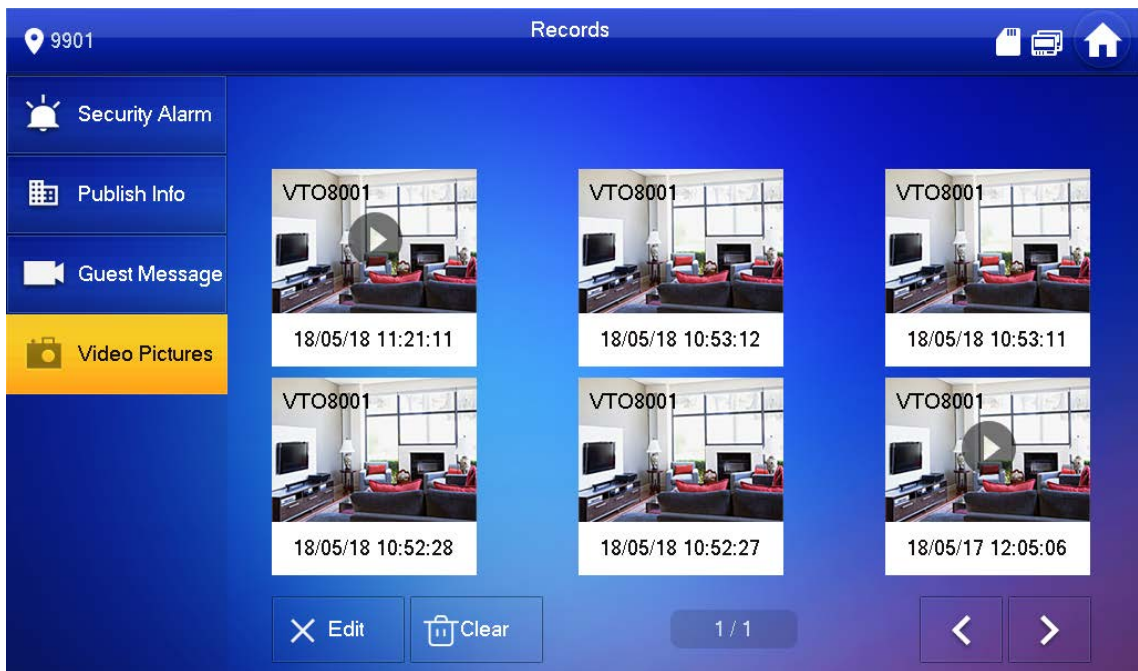 9901
Records
Security Alarm
Publish Info
Guest Message
Video Pictures
VTO8001
VTO8001
VTO8001
18/05/18 11:21:11
18/05/18 10:53:12
18/05/18 10:53:11
VTO8001
VTO8001
VTO8001
18/05/18 10:52:28
18/05/18 10:52:27
18/05/17 12:05:06
Edit
Clear
1/1